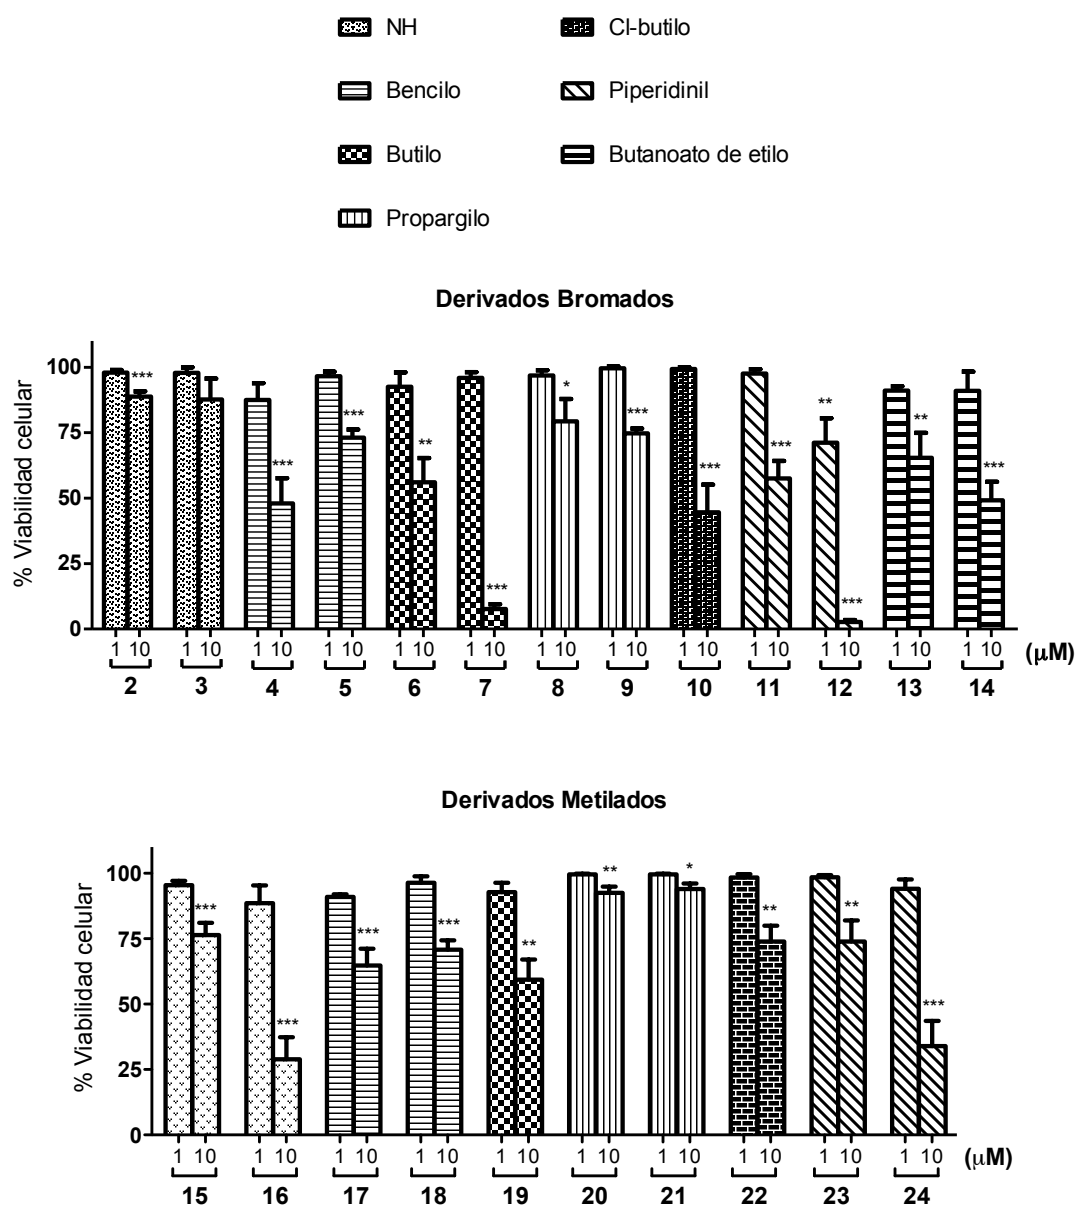 NH Cl-butilo
Bencilo Piperidinil
Butilo Butanoato de etilo
Propargilo
Derivados Bromados
% Viabilidad celular
100
75
50
25
0
*** *** *** ** *** * *** *** *** ** *** ** ***
1 10 1 10 1 10 1 10 1 10 1 10 1 10 1 10 1 10 1 10 1 10 1 10 1 10 (μM)
2 3 4 5 6 7 8 9 10 11 12 13 14
Derivados Metilados
% Viabilidad celular
100
75
50
25
0
*** *** *** *** ** ** * ** ** ***
1 10 1 10 1 10 1 10 1 10 1 10 1 10 1 10 1 10 1 10 (μM)
15 16 17 18 19 20 21 22 23 24